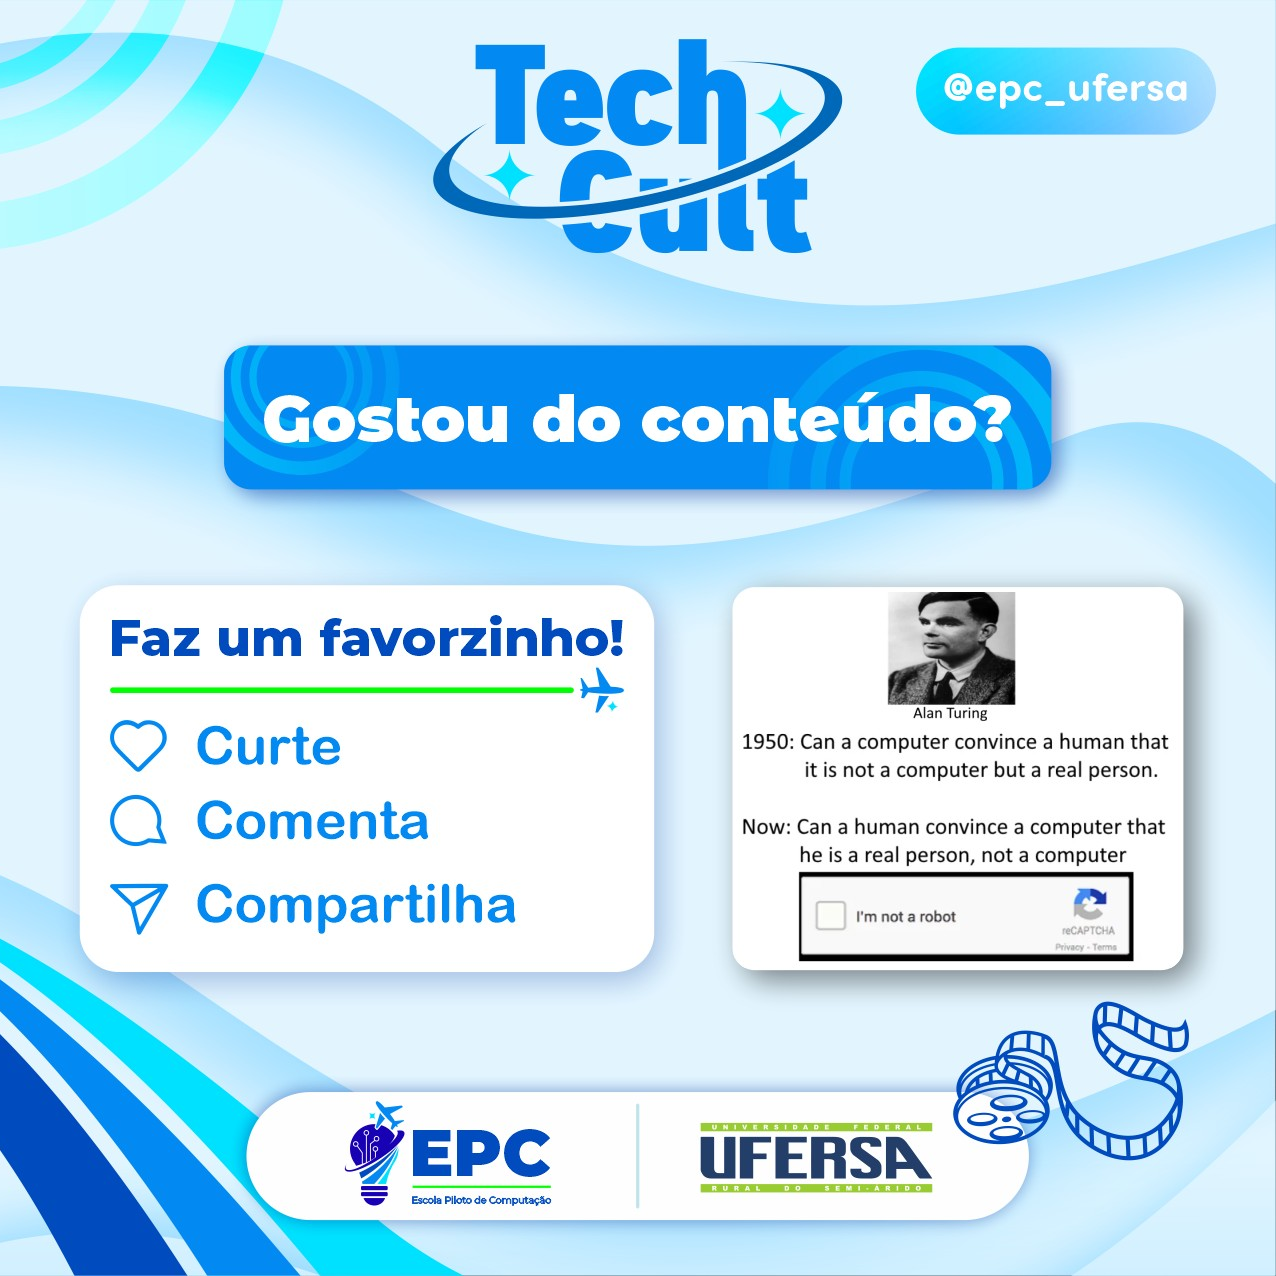 Tech
Cult
@epc_ufersa
Gostou do conteúdo?
Faz um favorzinho!
Curte
Comenta
Compartilha
Alan Turing
1950: Can a computer convince a human that
it is not a computer but a real person.
Now: Can a human convince a computer that
he is a real person, not a computer
I'm not a robot
reCAPTCHA
Privacy - Terms
EPC
Escola Piloto de Computação
UNIVERSIDADE FEDERAL
UFERSA
RURAL DO SEMI-ÁRIDO